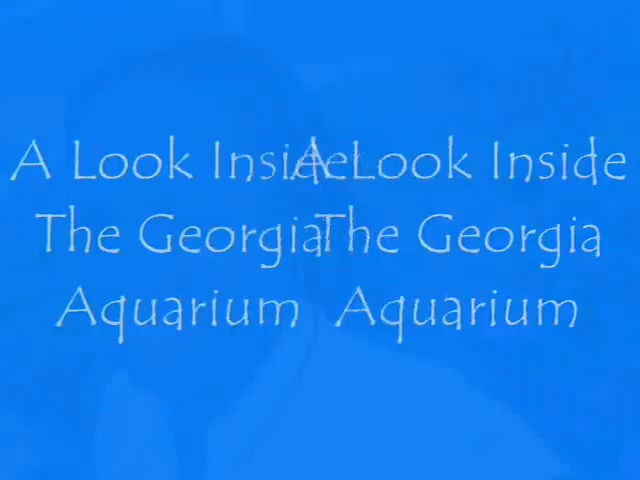 A Look Inside A Look Inside
The Georgia The Georgia
Aquarium Aquarium